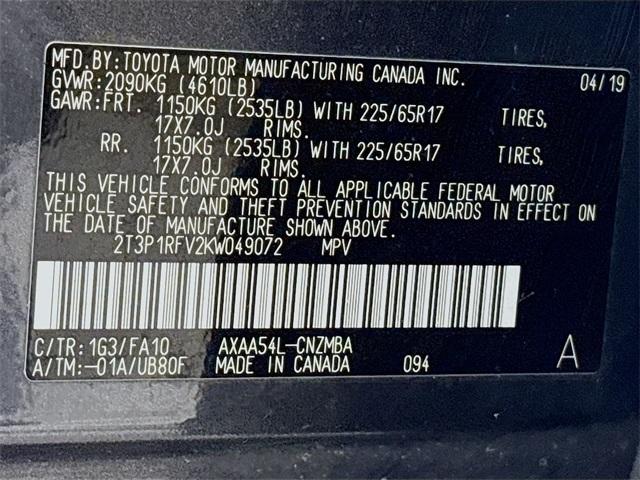 MFD. BY: TOYOTA MOTOR MANUFACTURING CANADA INC. 04/19
GVWR: 2090KG (4610LB)
GAWR: FRT. 1150KG (2535LB) WITH 225/65R17 TIRES,
17X7.0J RIMS.
RR. 1150KG (2535LB) WITH 225/65R17 TIRES,
17X7.0J RIMS.
THIS VEHICLE CONFORMS TO ALL APPLICABLE FEDERAL MOTOR
VEHICLE SAFETY AND THEFT PREVENTION STANDARDS IN EFFECT ON
THE DATE OF MANUFACTURE SHOWN ABOVE.
2T3P1RFV2KW049072 MPV
C/TR: 1G3/FA10 AXAA54L-CNZMBA A
A/TM: -01A/UB80F MADE IN CANADA 094